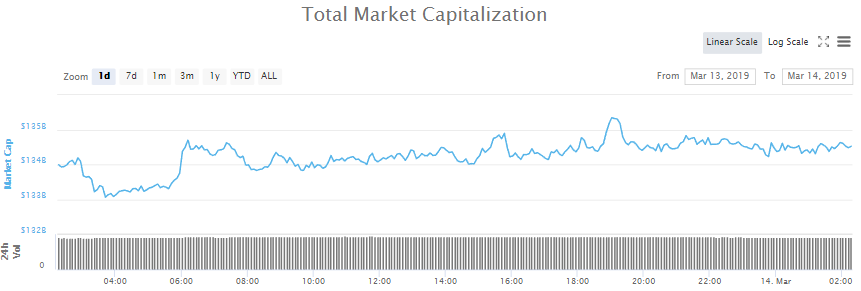 Total Market Capitalization
Linear Scale Log Scale
Zoom 1d 7d 1m 3m 1y YTD ALL From Mar 13, 2019 To Mar 14, 2019
Market Cap
$135B
$134B
$133B
$132B
24h
Vol
0
04:00 06:00 08:00 10:00 12:00 14:00 16:00 18:00 20:00 22:00 14. Mar 02:00